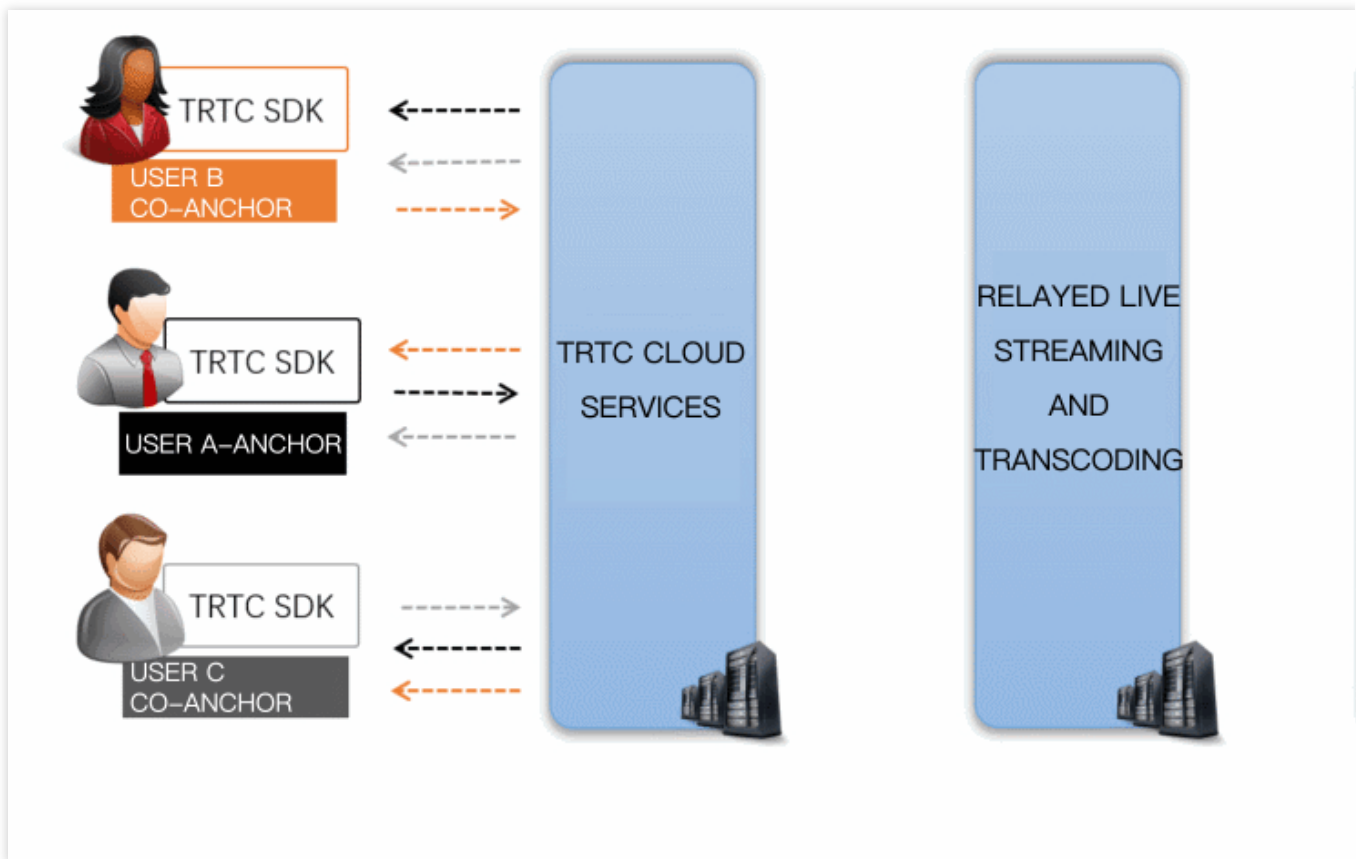 TRTC SDK
USER B
CO-ANCHOR
TRTC SDK
USER A-ANCHOR
TRTC SDK
USER C
CO-ANCHOR
TRTC CLOUD
SERVICES
RELAYED LIVE
STREAMING
AND
TRANSCODING